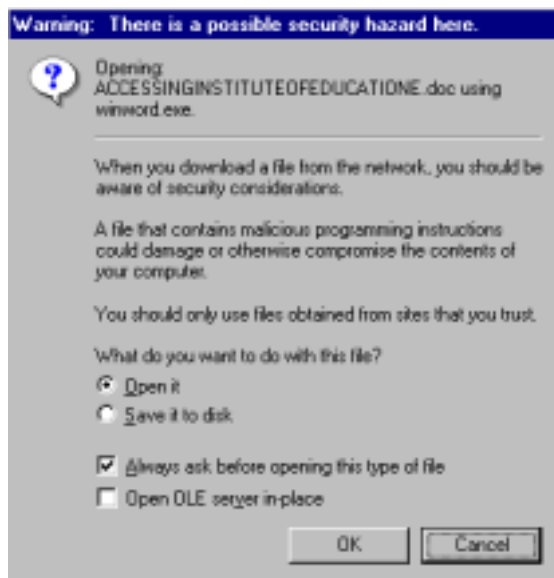 Warning: There is a possible security hazard here.
Opening:
ACCESSINGINSTITUTEOFEDUCATIONE.doc using
winword.exe.
When you download a file from the network, you should be
aware of security considerations.
A file that contains malicious programming instructions
could damage or otherwise compromise the contents of
your computer.
You should only use files obtained from sites that you trust.
What do you want to do with this file?
Open it
Save it to disk
Always ask before opening this type of file
Open OLE server in-place
OK Cancel